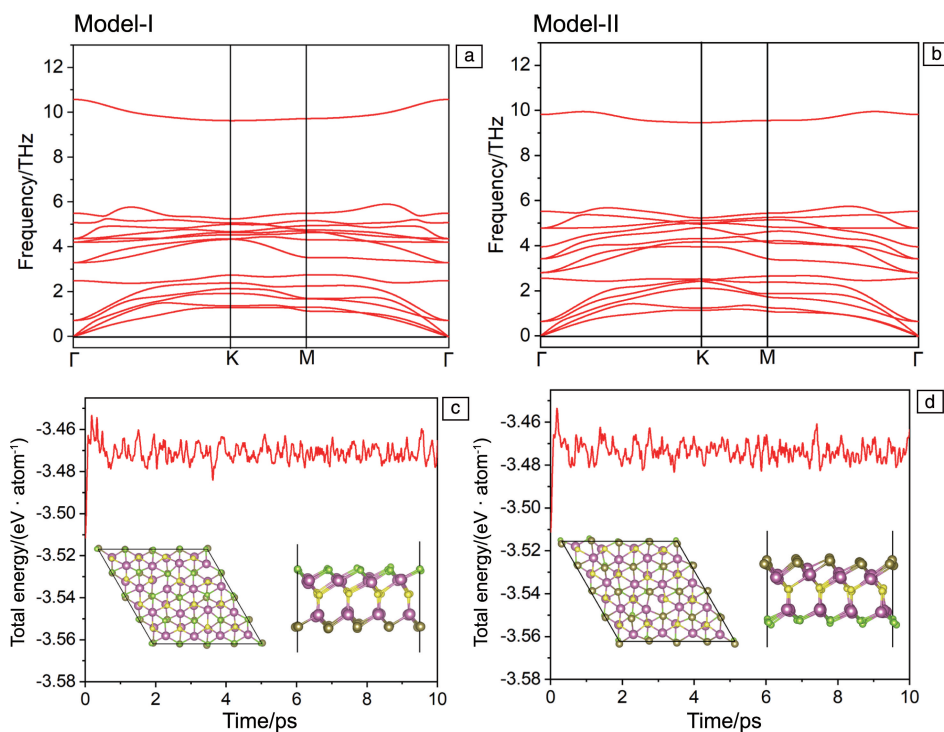 Model-I
Model-II
a
b
12
10
8
6
4
2
0
Frequency/THz
Γ
K
M
Γ
12
10
8
6
4
2
0
Frequency/THz
Γ
K
M
Γ
c
d
-3.46
-3.48
-3.50
-3.52
-3.54
-3.56
-3.58
Total energy/(eV · atom⁻¹)
0
2
4
6
8
10
Time/ps
-3.46
-3.48
-3.50
-3.52
-3.54
-3.56
-3.58
Total energy/(eV · atom⁻¹)
0
2
4
6
8
10
Time/ps